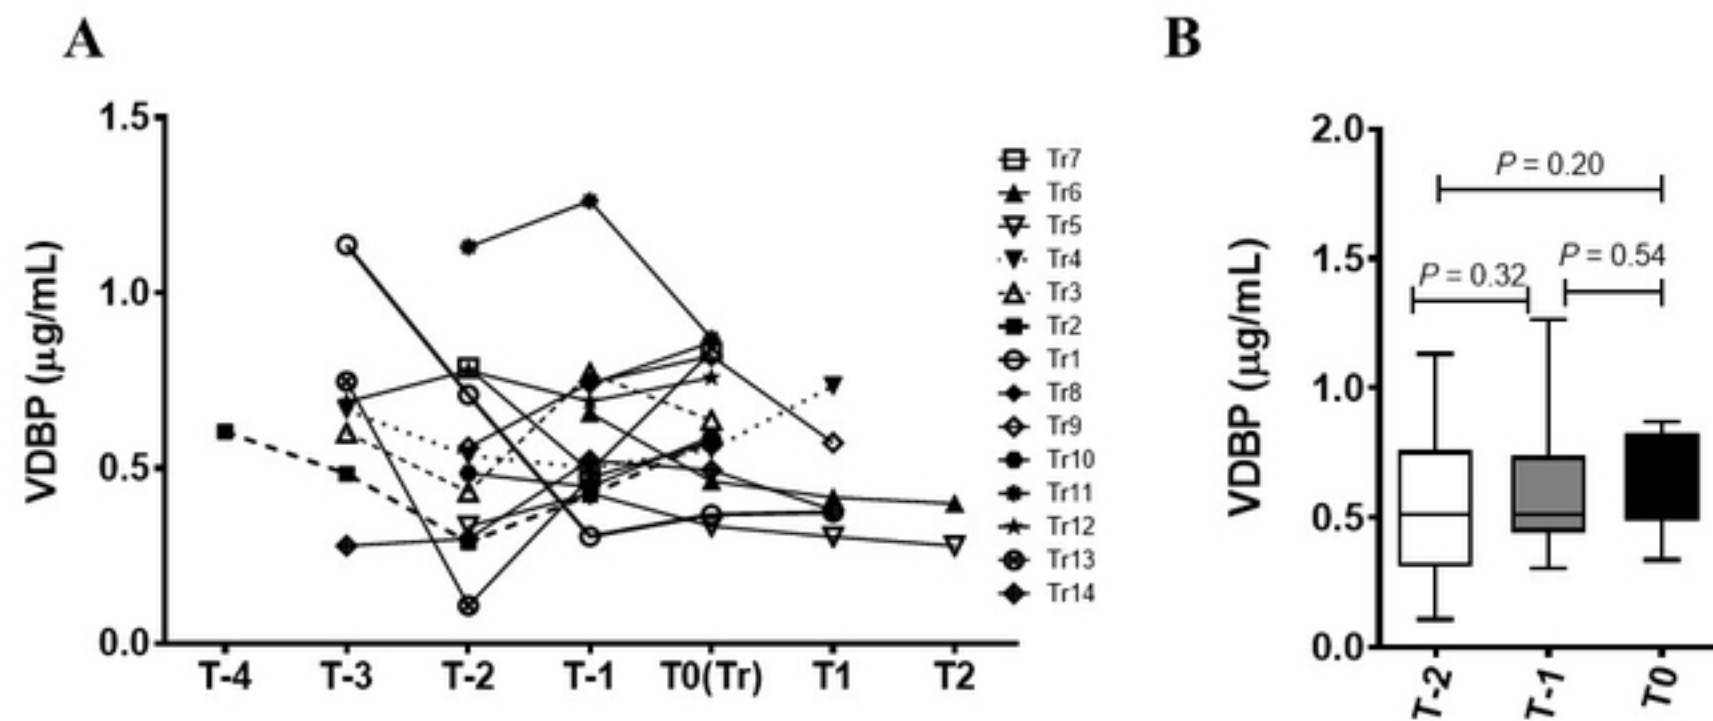 A
VDBP (µg/mL)
1.5
1.0
0.5
0.0
T-4 T-3 T-2 T-1 T0(Tr) T1 T2
Tr7
Tr6
Tr5
Tr4
Tr3
Tr2
Tr1
Tr8
Tr9
Tr10
Tr11
Tr12
Tr13
Tr14
B
VDBP (µg/mL)
2.0
1.5
1.0
0.5
0.0
P = 0.20
P = 0.54
P = 0.32
T-2 T-1 T0